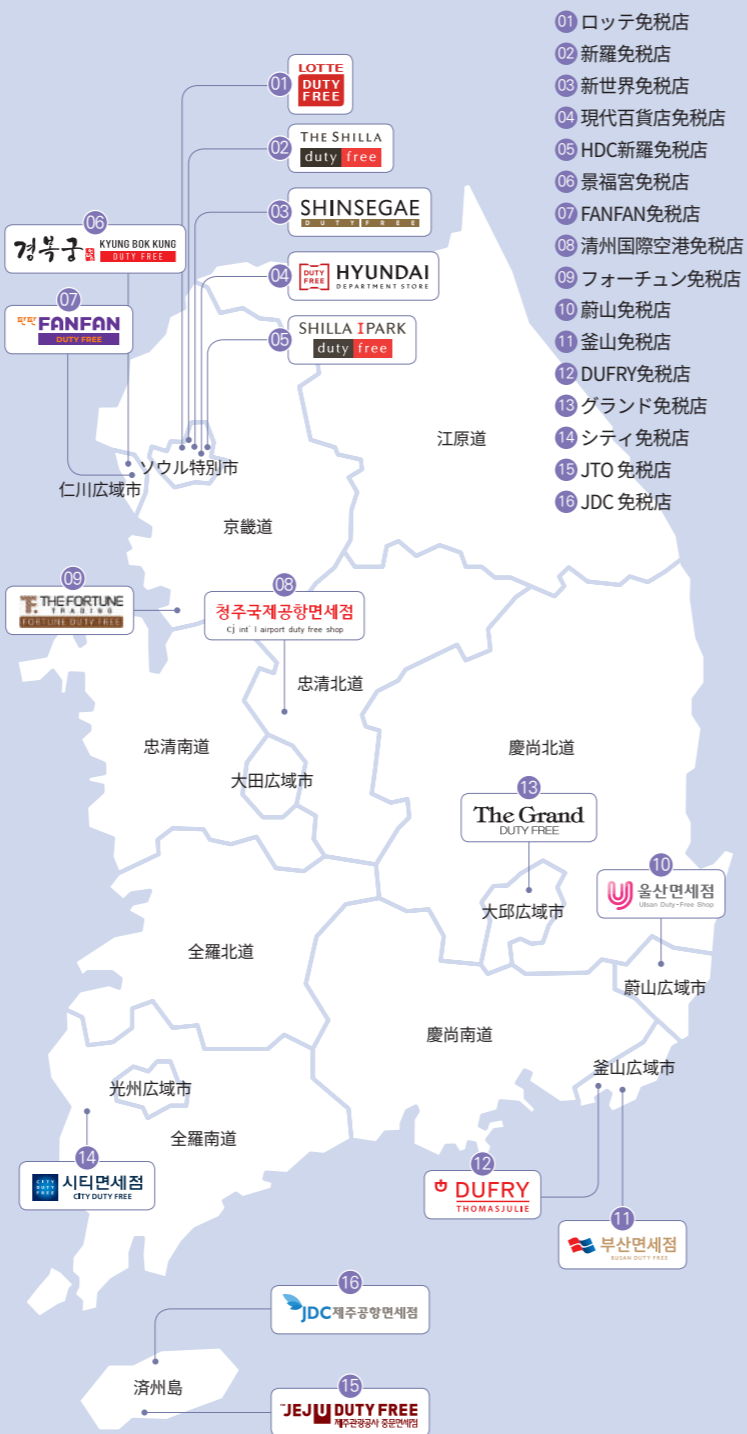 01 ロッテ免税店
02 新羅免税店
03 新世界免税店
04 現代百貨店免税店
05 HDC新羅免税店
06 景福宮免税店
07 FANFAN免税店
08 清州国際空港免税店
09 フォーチュン免税店
10 蔚山免税店
11 釜山免税店
12 DUFRY免税店
13 グランド免税店
14 シティ免税店
15 JTO 免税店
16 JDC 免税店
01
LOTTE
DUTY
FREE
02
THE SHILLA
duty free
03
SHINSEGAE
DUTY FREE
04
DUTY
FREE
HYUNDAI
DEPARTMENT STORE
05
SHILLA IPARK
duty free
06
경복궁
KYUNG BOK KUNG
DUTY FREE
07
판판 FANFAN
DUTY FREE
江原道
ソウル特別市
仁川広域市
京畿道
09
THE FORTUNE
TRADING
FORTUNE DUTY FREE
08
청주국제공항면세점
cj int' l airport duty free shop
忠清北道
忠清南道
大田広域市
慶尚北道
13
The Grand
DUTY FREE
大邱広域市
10
울산면세점
Ulsan Duty-Free Shop
蔚山広域市
全羅北道
慶尚南道
釜山広域市
光州広域市
全羅南道
14
CITY
DUTY
FREE
시티면세점
CITY DUTY FREE
12
DUFRY
THOMASJULIE
11
부산면세점
BUSAN DUTY FREE
16
JDC 제주공항면세점
済州島
15
JEJU DUTY FREE
제주관광공사 중문면세점